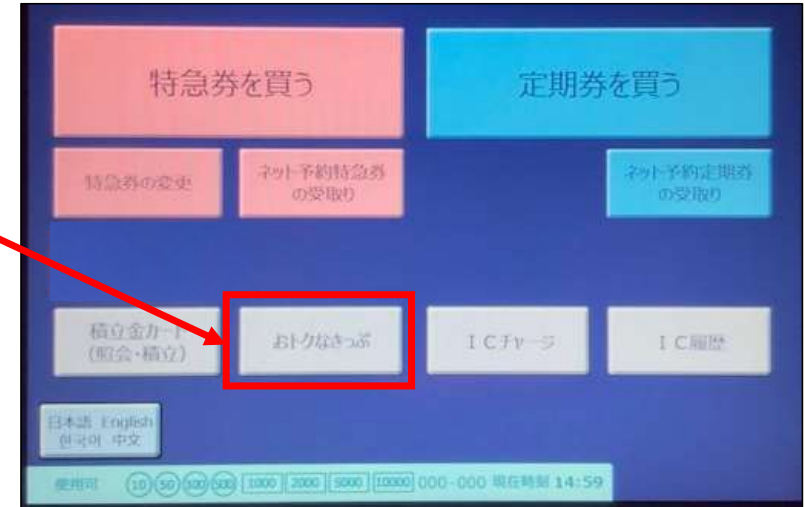 特急券を買う
定期券を買う
特急券の変更
ネット予約特急券
の受取り
ネット予約定期券
の受取り
積立金カード
(照会・積立)
おトクなきっぷ
ICチャージ
IC履歴
日本語 English
한국어 中文
使用可 10 50 100 500 1000 2000 5000 10000 000-000 現在時刻 14:59